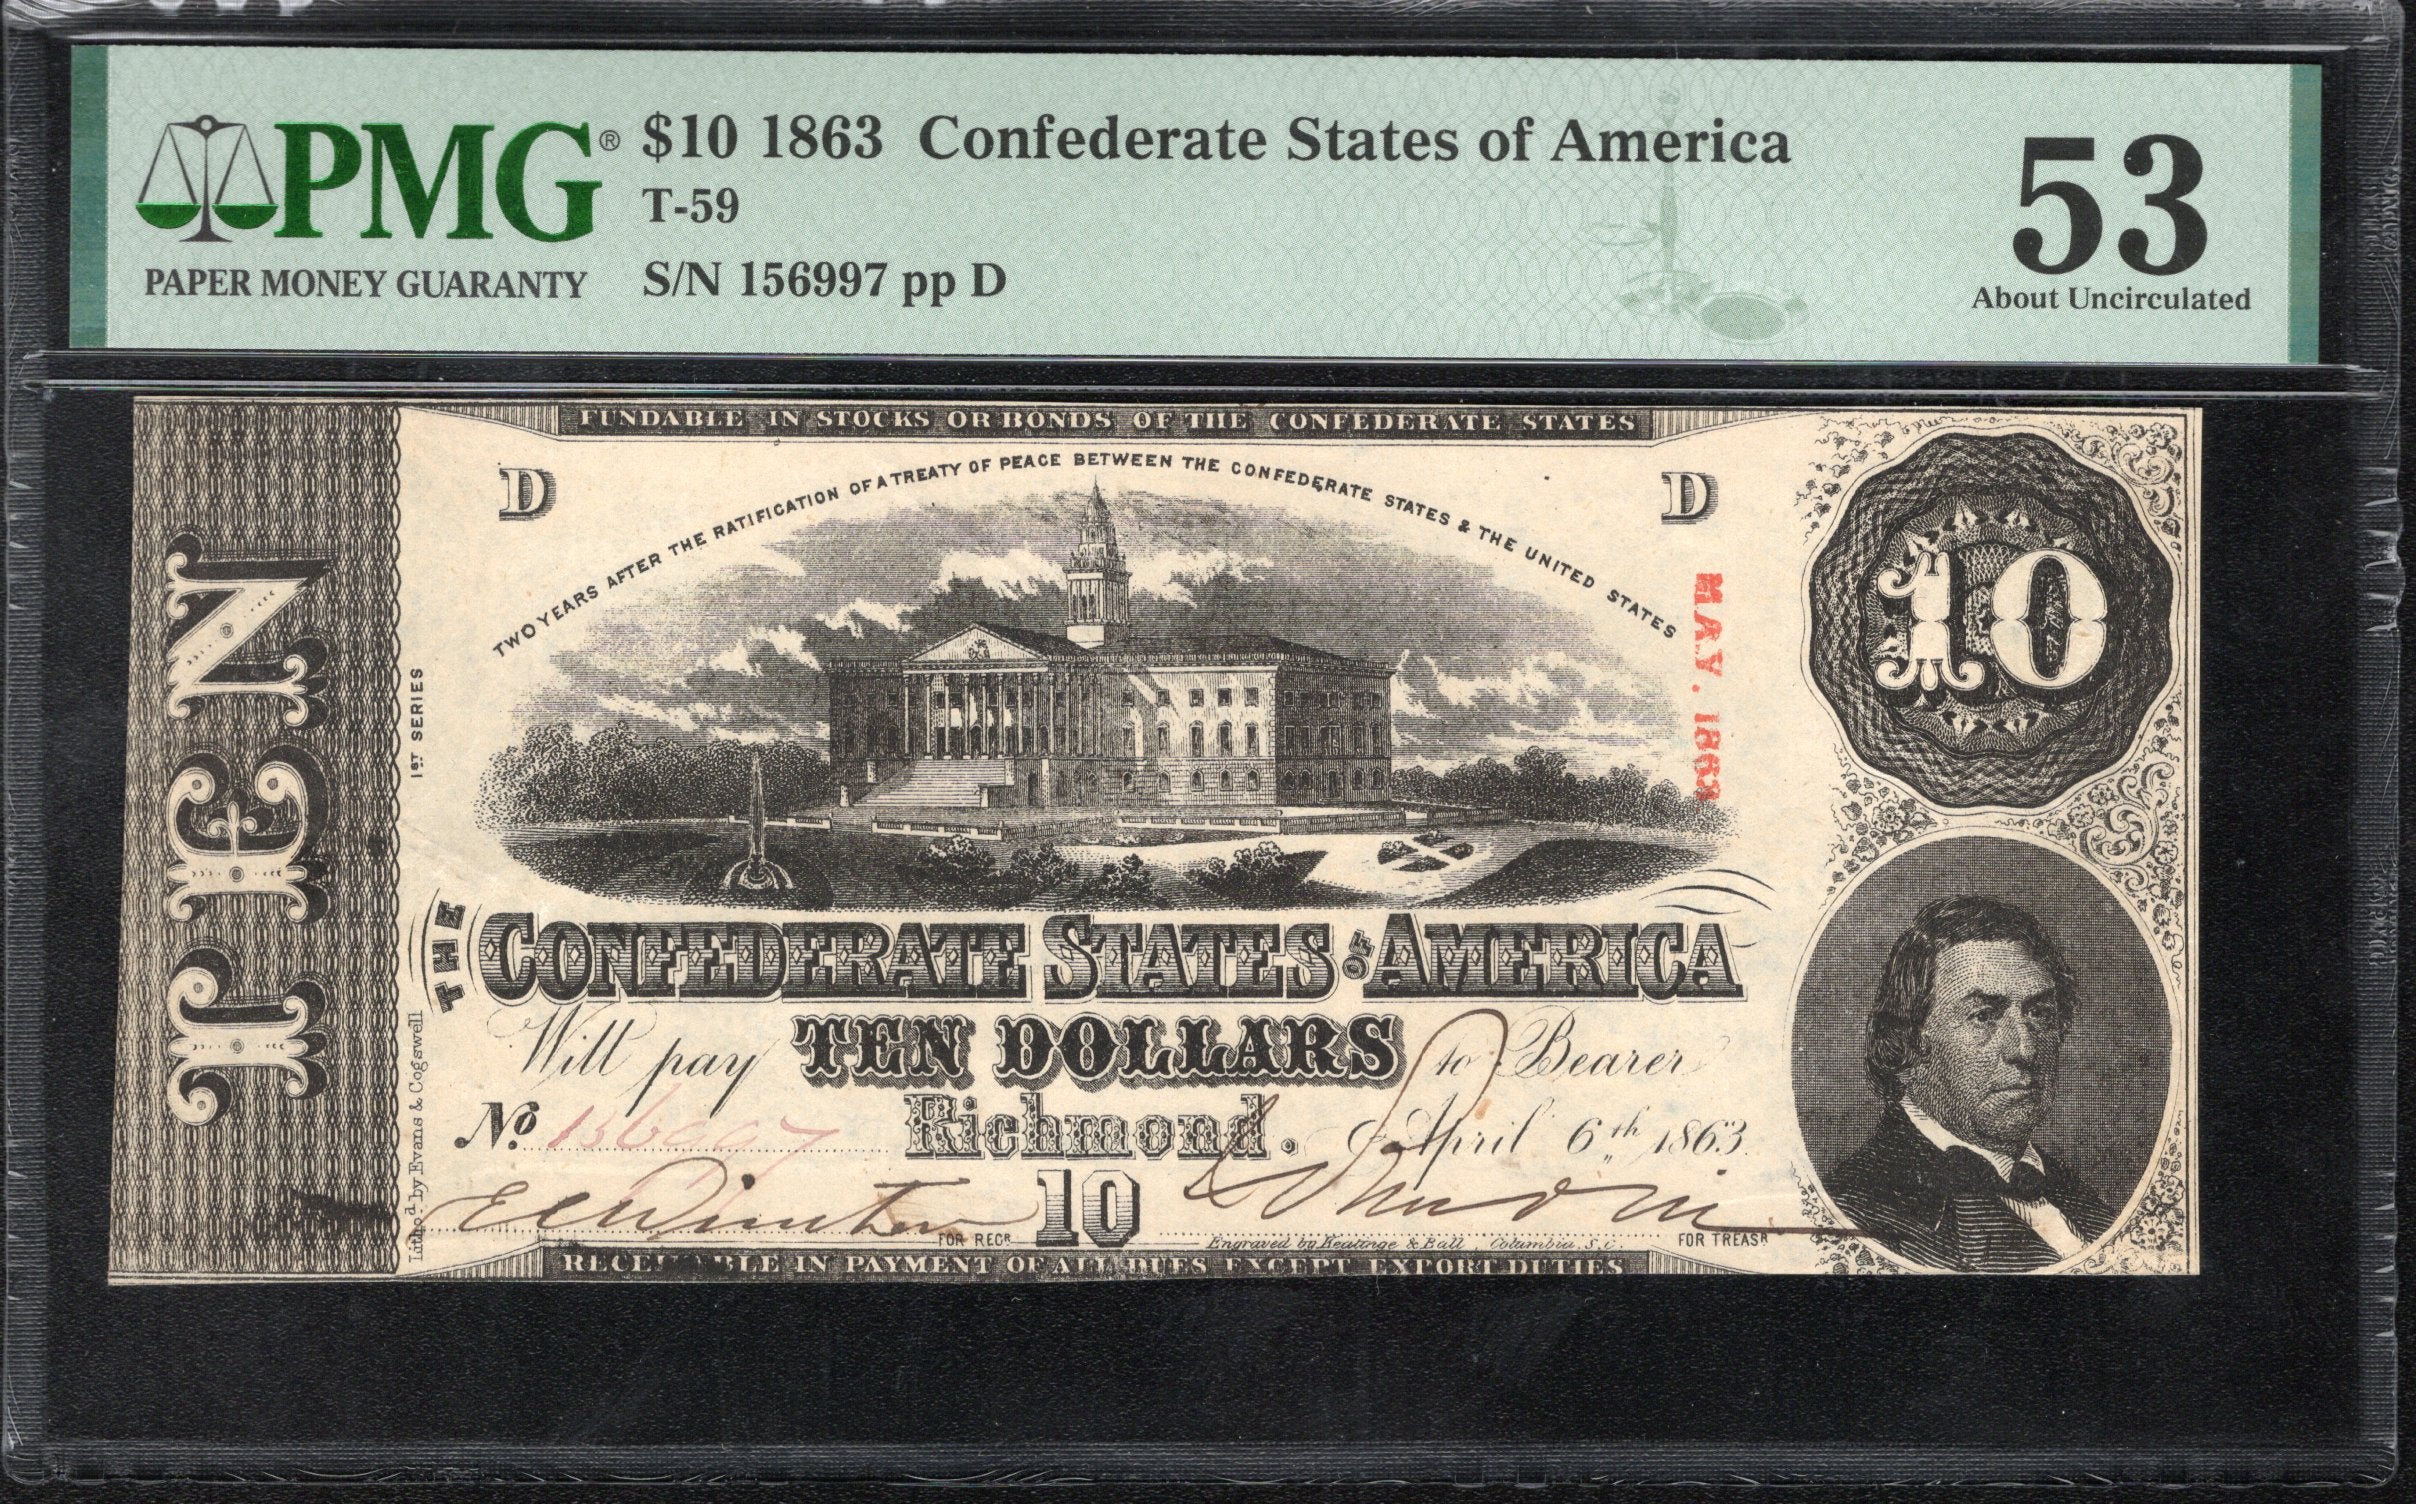 PMG®
PAPER MONEY GUARANTY
$10 1863 Confederate States of America
T-59
S/N 156997 pp D
53
About Uncirculated
FUNDABLE IN STOCKS OR BONDS OF THE CONFEDERATE STATES
D
D
TWO YEARS AFTER THE RATIFICATION OF A TREATY OF PEACE BETWEEN THE CONFEDERATE STATES & THE UNITED STATES
10
TEN
1ST SERIES
MAY. 1863
THE CONFEDERATE STATES OF AMERICA
Will pay TEN DOLLARS to Bearer
No. 156997 Richmond. April 6th 1863
Lithod. by Evans & Cogswell
10
FOR RECR.
FOR TREASR
Engraved by Keatinge & Ball, Columbia, S.C.
RECEIVABLE IN PAYMENT OF ALL DUES EXCEPT EXPORT DUTIES